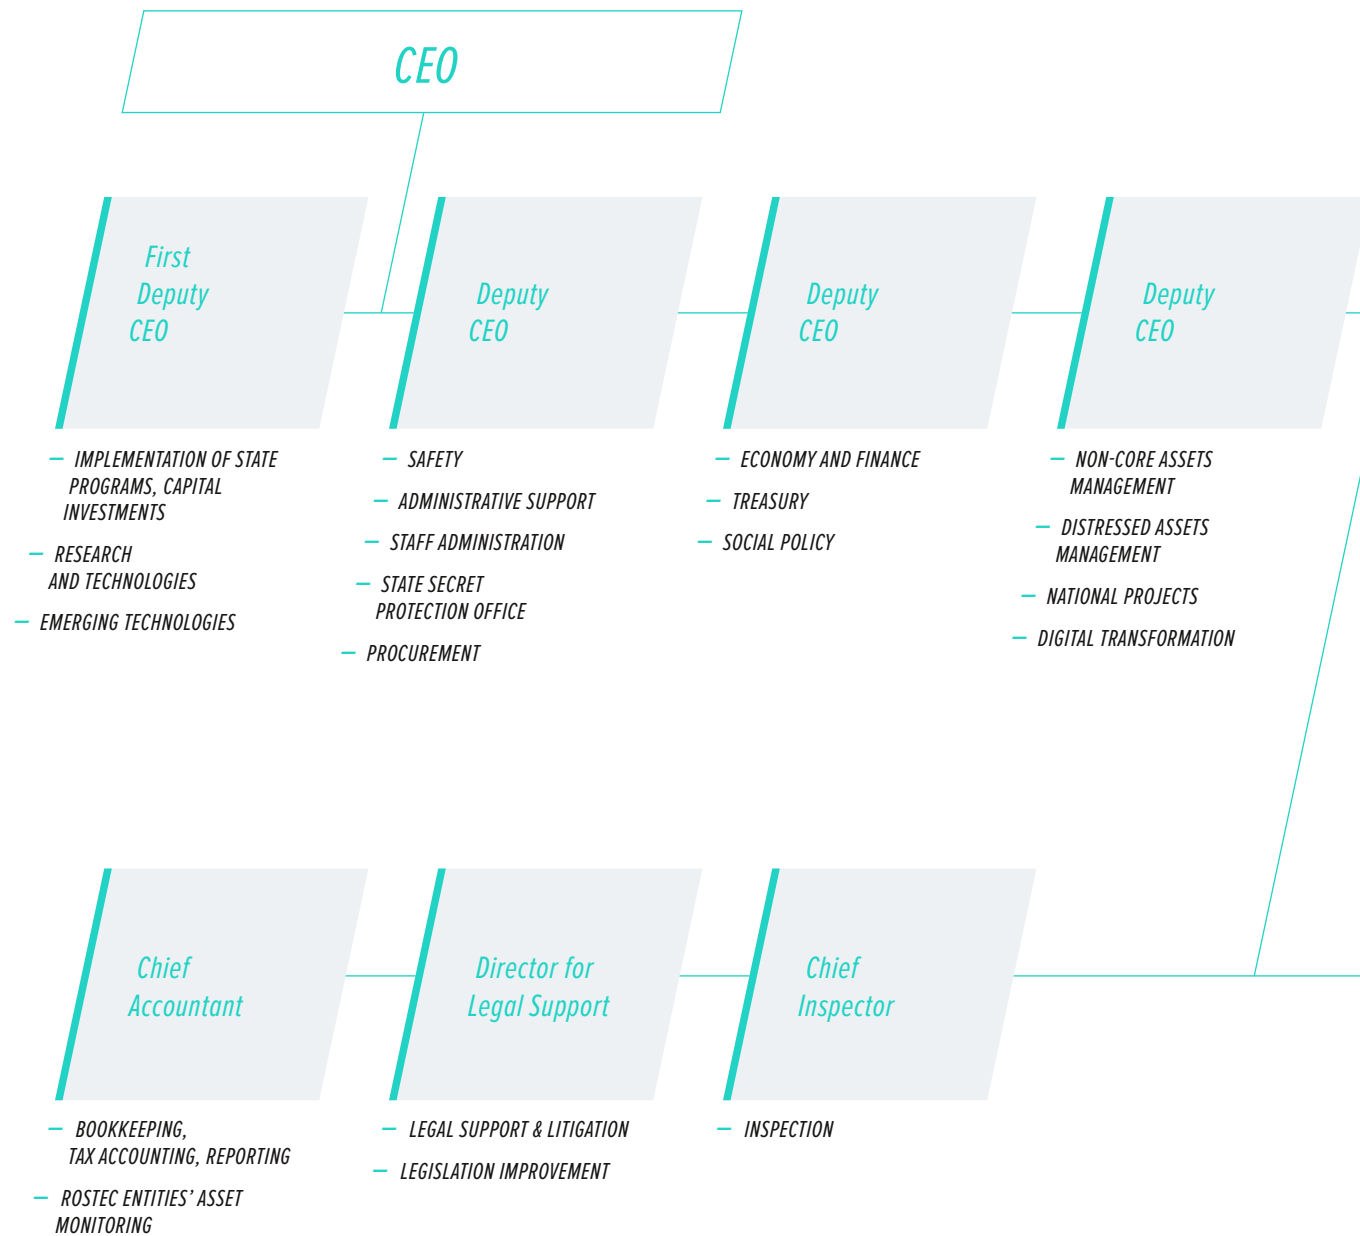 CEO
First
Deputy
CEO
— IMPLEMENTATION OF STATE
PROGRAMS, CAPITAL
INVESTMENTS
— RESEARCH
AND TECHNOLOGIES
— EMERGING TECHNOLOGIES
Deputy
CEO
— SAFETY
— ADMINISTRATIVE SUPPORT
— STAFF ADMINISTRATION
— STATE SECRET
PROTECTION OFFICE
— PROCUREMENT
Deputy
CEO
— ECONOMY AND FINANCE
— TREASURY
— SOCIAL POLICY
Deputy
CEO
— NON-CORE ASSETS
MANAGEMENT
— DISTRESSED ASSETS
MANAGEMENT
— NATIONAL PROJECTS
— DIGITAL TRANSFORMATION
Chief
Accountant
— BOOKKEEPING,
TAX ACCOUNTING, REPORTING
— ROSTEC ENTITIES’ ASSET
MONITORING
Director for
Legal Support
— LEGAL SUPPORT & LITIGATION
— LEGISLATION IMPROVEMENT
Chief
Inspector
— INSPECTION